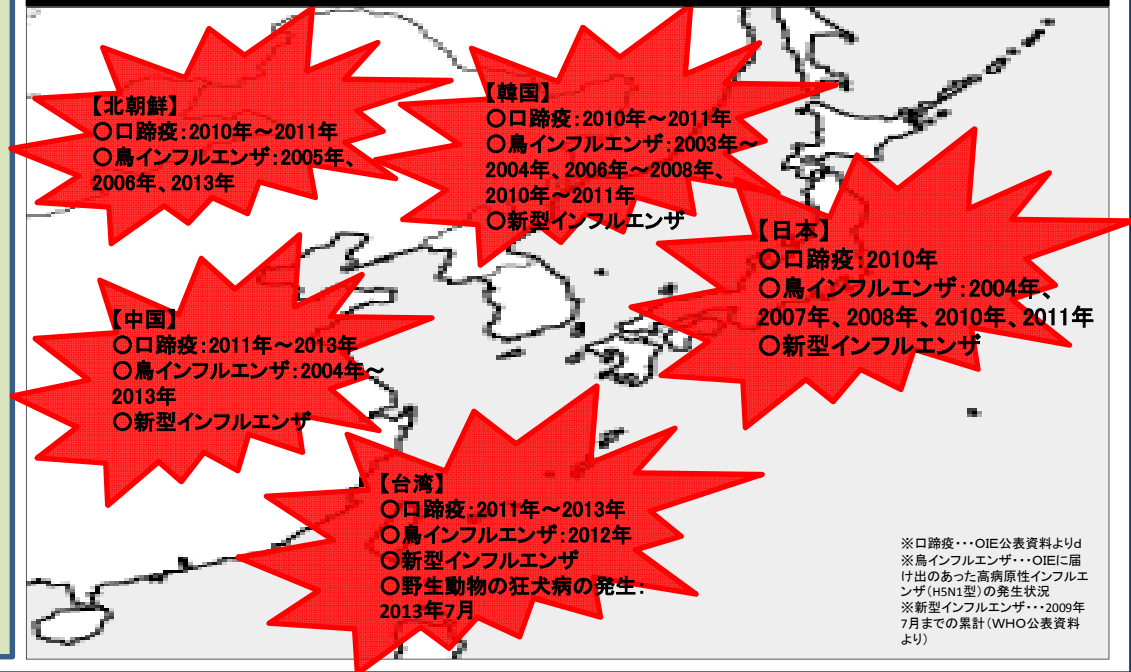 【北朝鮮】
○口蹄疫:2010年～2011年
○鳥インフルエンザ:2005年、
2006年、2013年
【韓国】
○口蹄疫:2010年～2011年
○鳥インフルエンザ:2003年～
2004年、2006年～2008年、
2010年～2011年
○新型インフルエンザ
【日本】
○口蹄疫:2010年
○鳥インフルエンザ:2004年、
2007年、2008年、2010年、2011年
○新型インフルエンザ
【中国】
○口蹄疫:2011年～2013年
○鳥インフルエンザ:2004年～
2013年
○新型インフルエンザ
【台湾】
○口蹄疫:2011年～2013年
○鳥インフルエンザ:2012年
○新型インフルエンザ
○野生動物の狂犬病の発生:
2013年7月
※口蹄疫・・・OIE公表資料よりd
※鳥インフルエンザ・・・OIEに届
け出のあった高病原性インフルエ
ンザ(H5N1型)の発生状況
※新型インフルエンザ・・・2009年
7月までの累計(WHO公表資料
より)